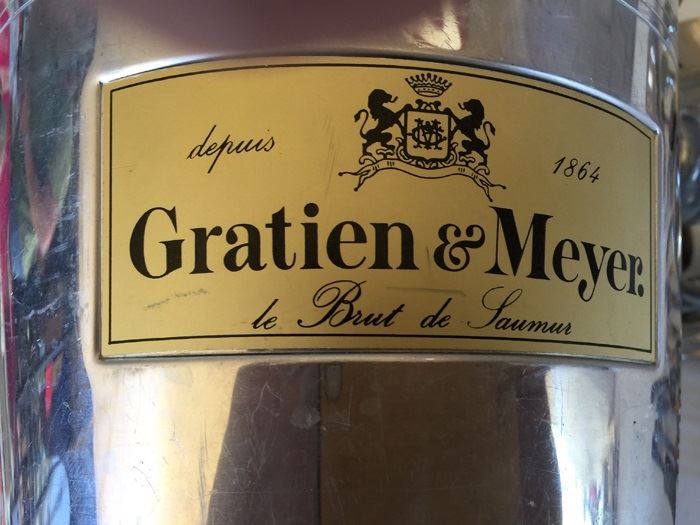 depuis 1864
Gratien & Meyer.
le Brut de Saumur